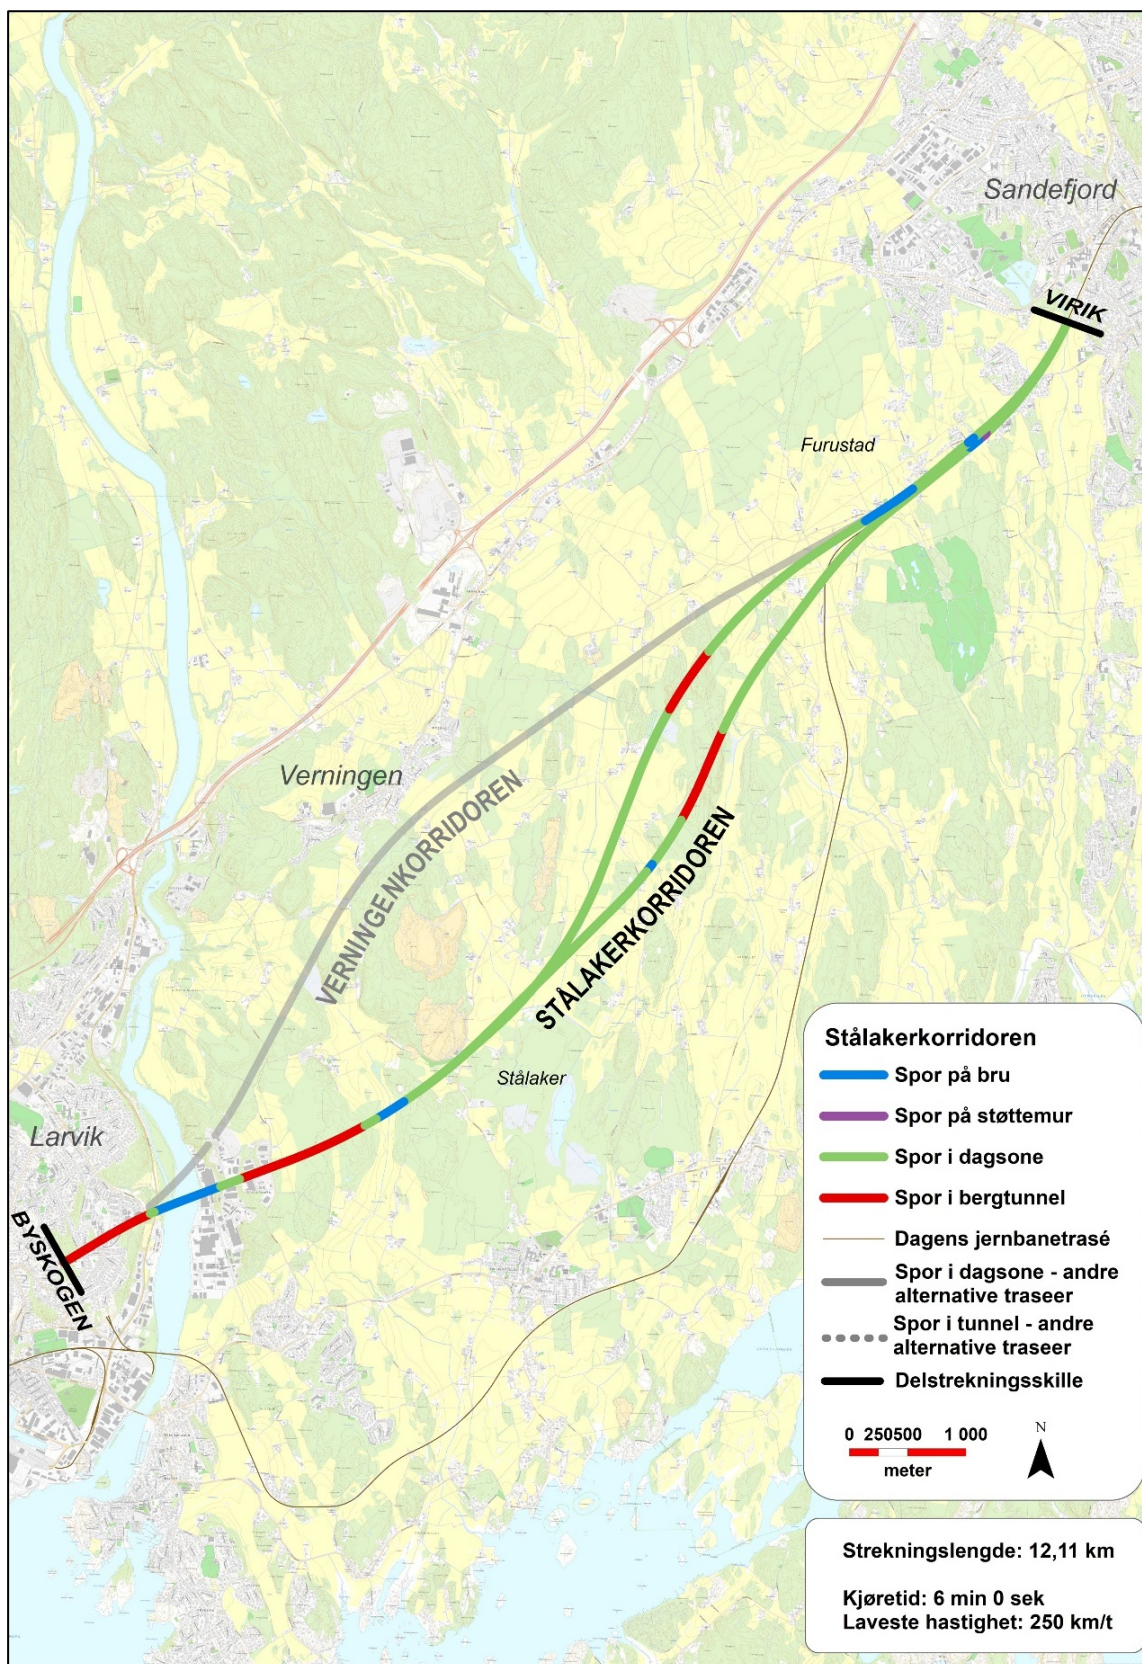 Sandefjord
VIRIK
Furustad
Verningen
VERNINGENKORRIDOREN
STÅLAKERKORRIDOREN
Stålaker
Larvik
BYSKOGEN
Stålakerkorridoren
Spor på bru
Spor på støttemur
Spor i dagsone
Spor i bergtunnel
Dagens jernbanetrasé
Spor i dagsone - andre
alternative traseer
Spor i tunnel - andre
alternative traseer
Delstrekningsskille
0 250500 1 000
meter
N
Strekningslengde: 12,11 km
Kjøretid: 6 min 0 sek
Laveste hastighet: 250 km/t